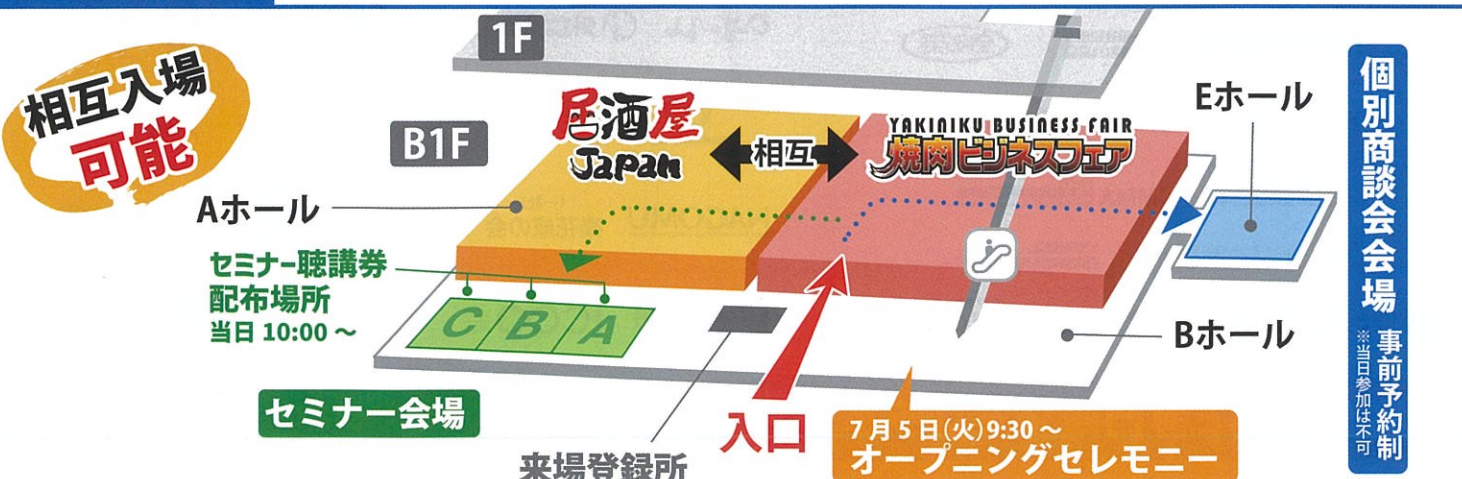 1F
相互入場
可能
B1F
居酒屋
Japan
相互
YAKINIKU BUSINESS FAIR
焼肉ビジネスフェア
Eホール
Aホール
セミナー聴講券
配布場所
当日 10:00 ～
C B A
Bホール
セミナー会場
来場登録所
入口
7月5日(火)9:30 ～
オープニングセレモニー
個別商談会会場
事前予約制
※当日参加は不可